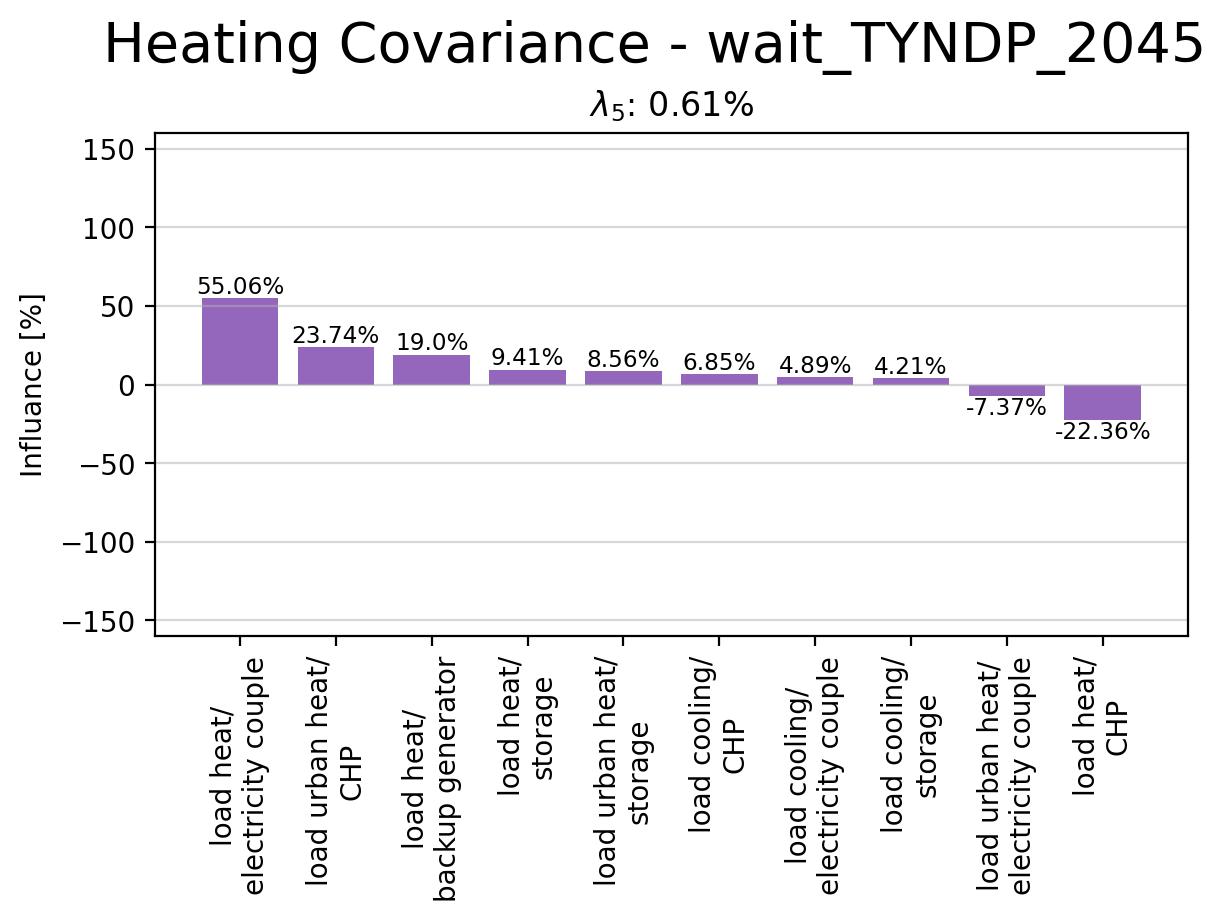 Heating Covariance - wait_TYNDP_2045
λ5: 0.61%
Influance [%]
150
100
50
0
−50
−100
−150
55.06%
23.74%
19.0%
9.41%
8.56%
6.85%
4.89%
4.21%
-7.37%
-22.36%
load heat/
electricity couple
load urban heat/
CHP
load heat/
backup generator
load heat/
storage
load urban heat/
storage
load cooling/
CHP
load cooling/
electricity couple
load cooling/
storage
load urban heat/
electricity couple
load heat/
CHP